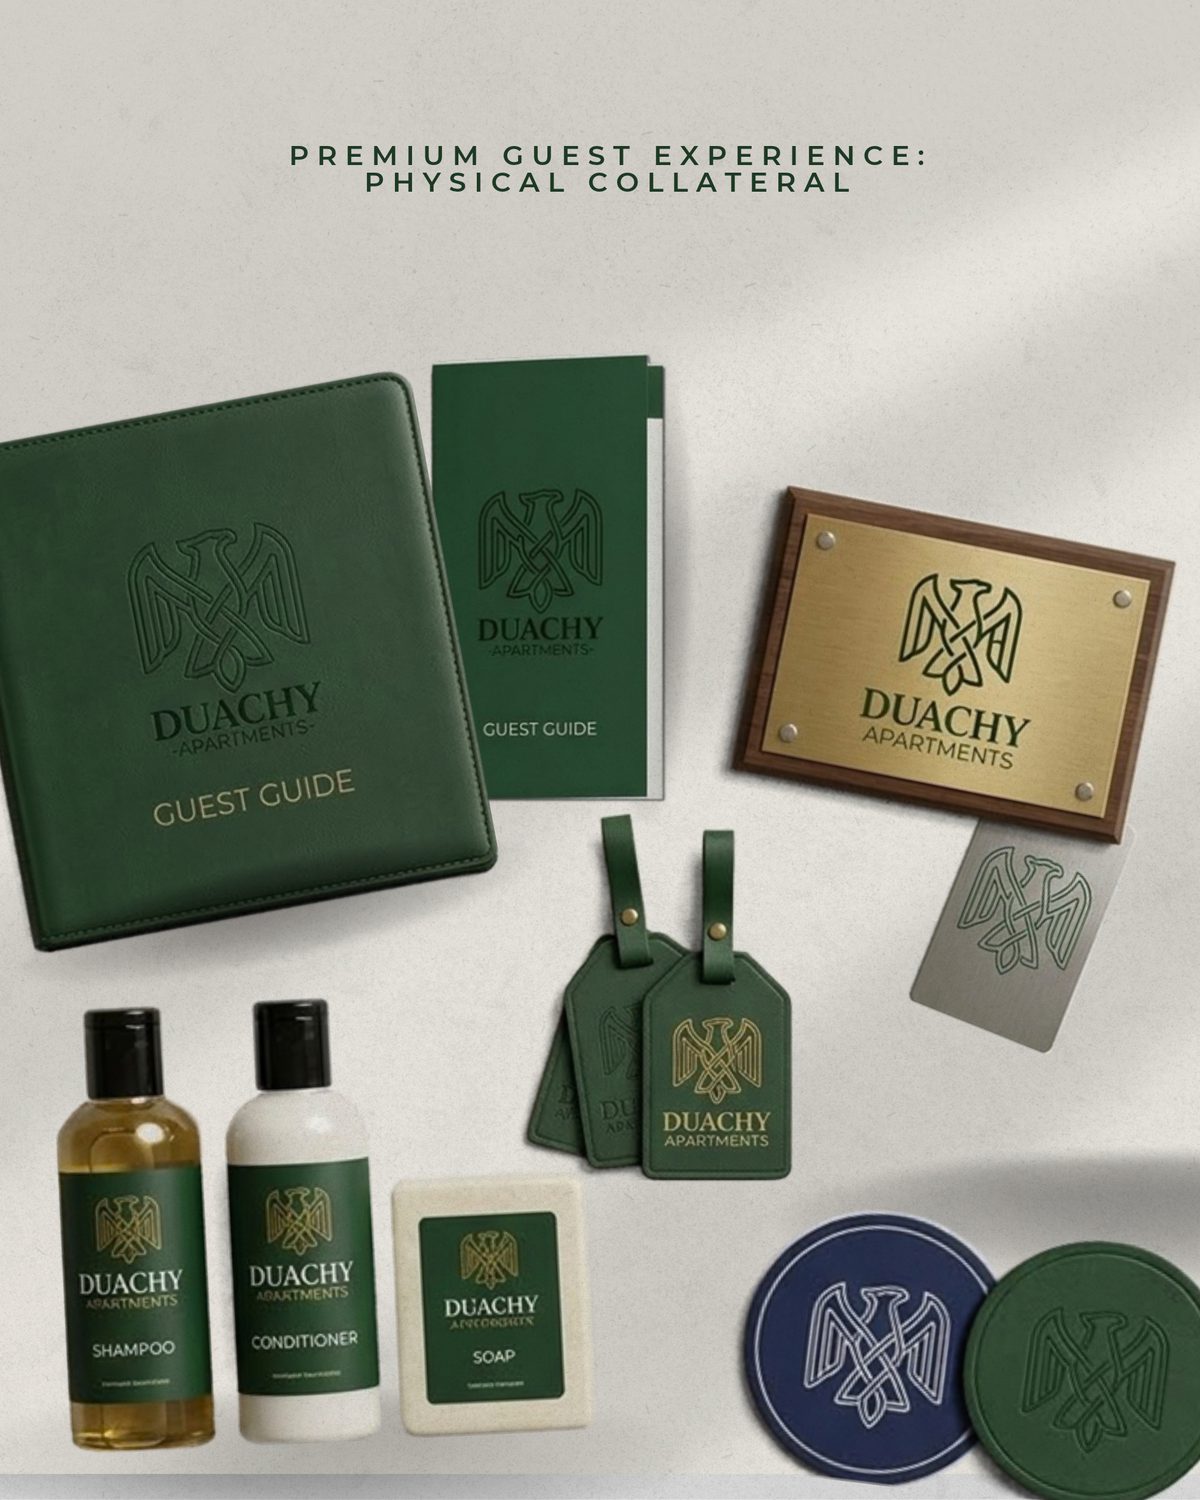 PREMIUM GUEST EXPERIENCE:
PHYSICAL COLLATERAL
DUACHY
-APARTMENTS-
GUEST GUIDE
DUACHY
-APARTMENTS-
GUEST GUIDE
DUACHY
APARTMENTS
DU
DUACHY
APARTMENTS
DUACHY
APARTMENTS
SHAMPOO
DUACHY
APARTMENTS
CONDITIONER
DUACHY
SOAP